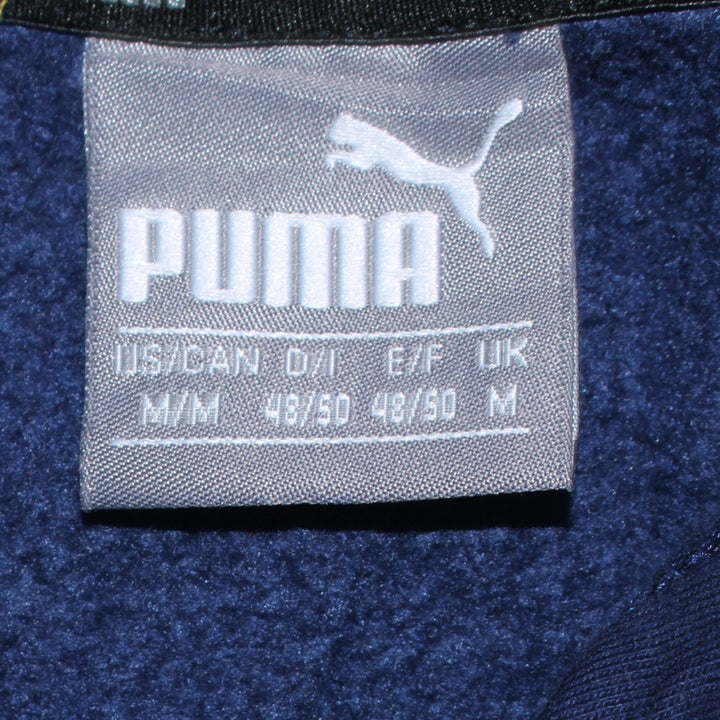 PUMA
US/CAN D/I E/F UK
M/M 48/50 48/50 M